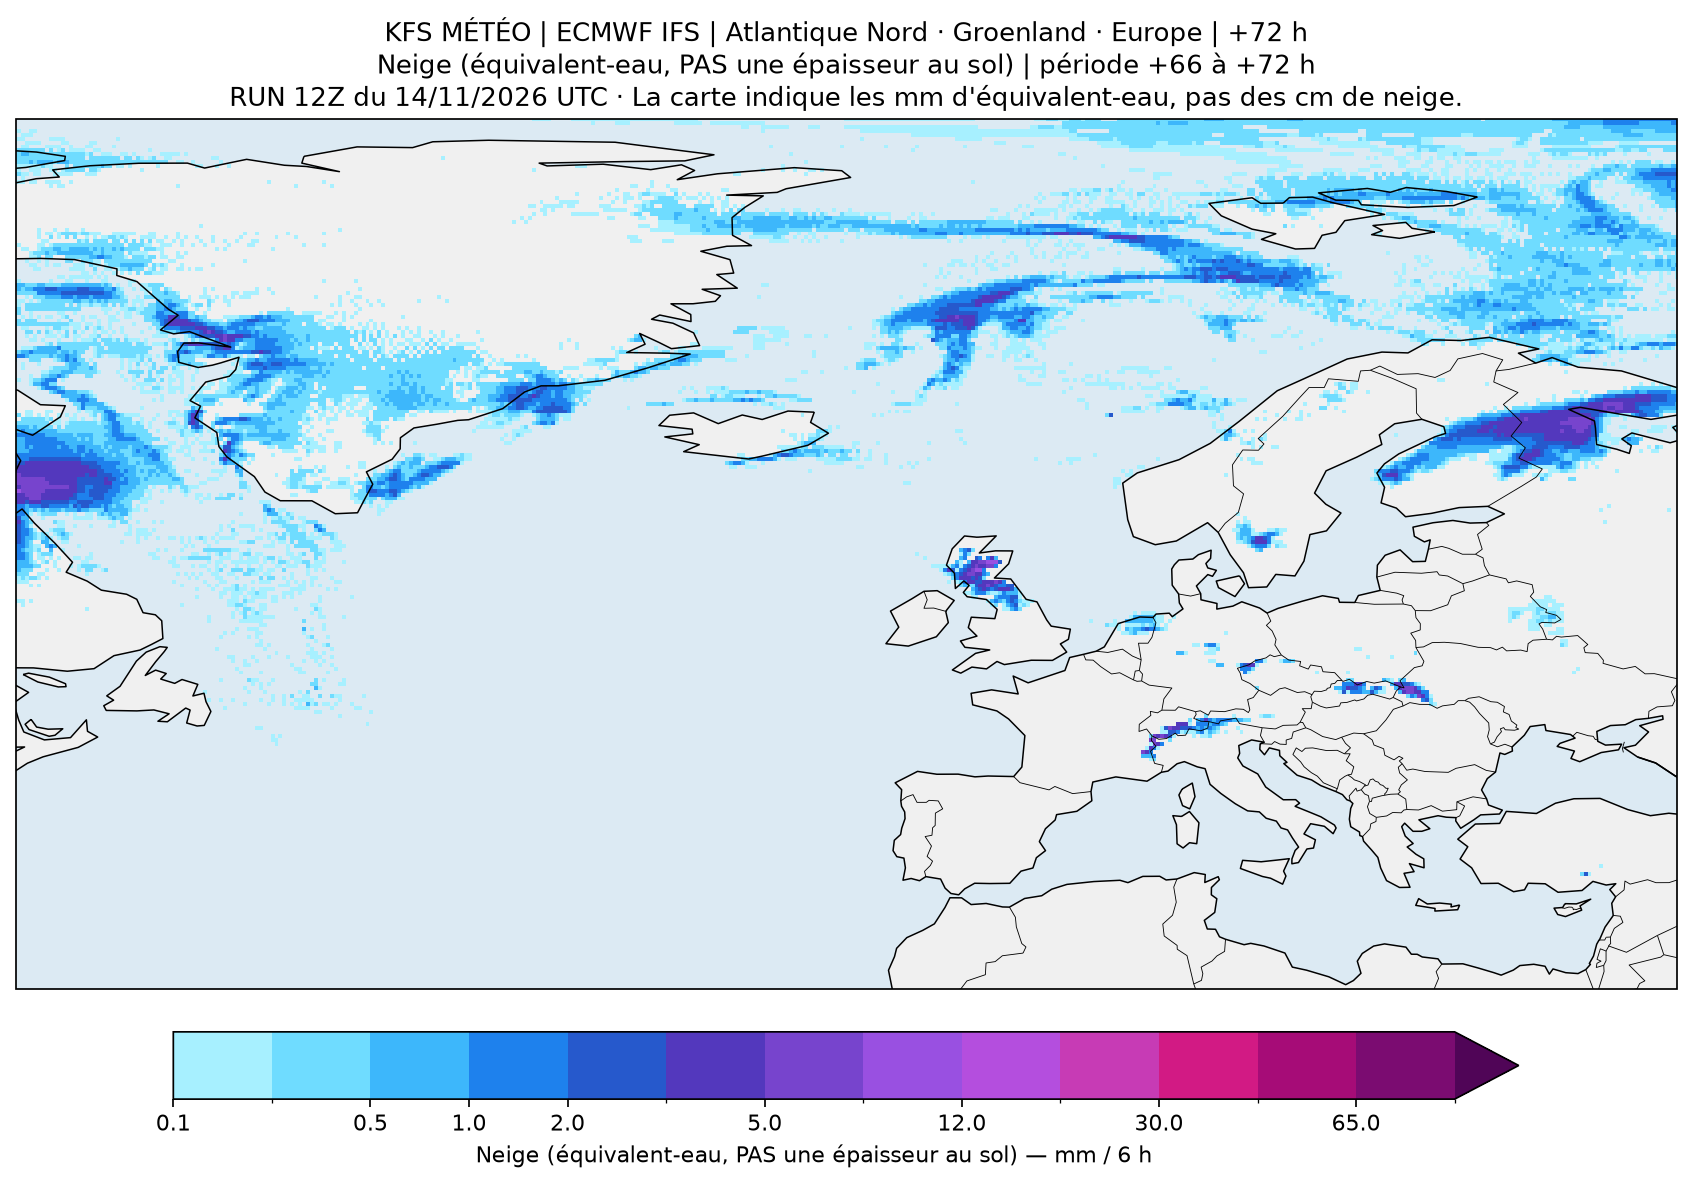 KFS MÉTÉO | ECMWF IFS | Atlantique Nord · Groenland · Europe | +72 h
Neige (équivalent-eau, PAS une épaisseur au sol) | période +66 à +72 h
RUN 12Z du 14/11/2026 UTC · La carte indique les mm d'équivalent-eau, pas des cm de neige.
0.1 0.5 1.0 2.0 5.0 12.0 30.0 65.0
Neige (équivalent-eau, PAS une épaisseur au sol) — mm / 6 h